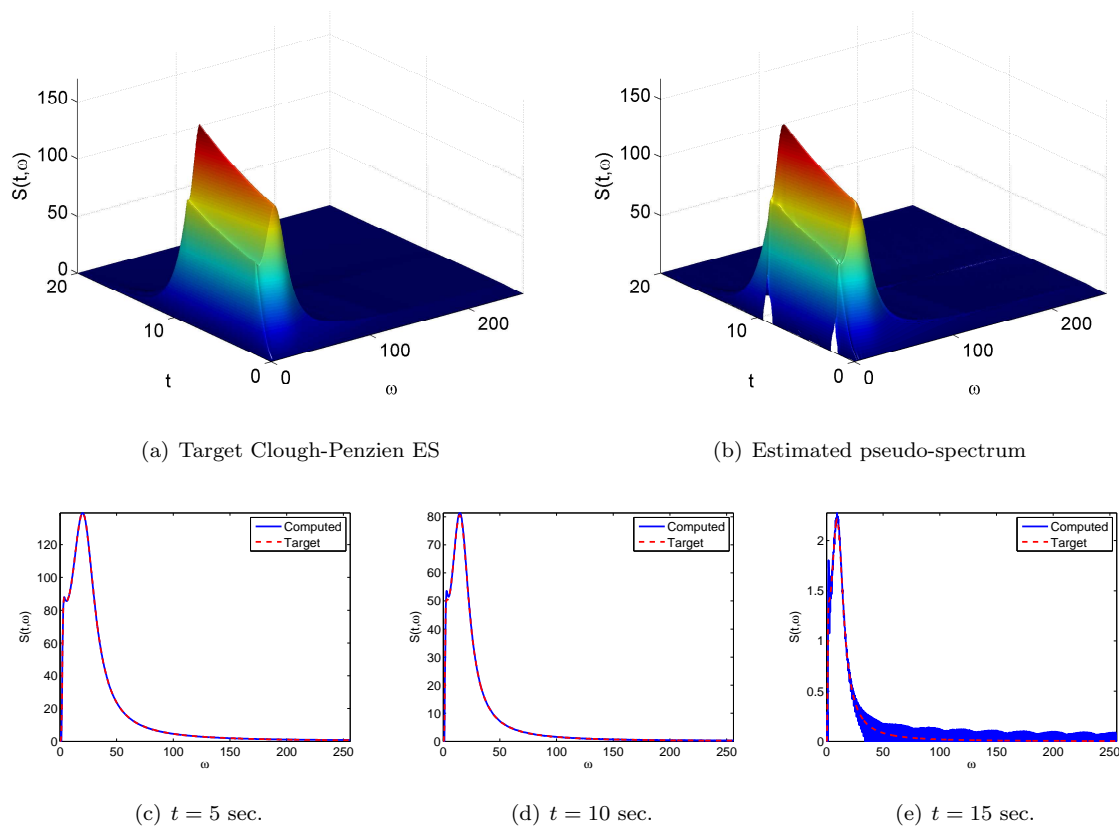 150
100
50
0
S(t,ω)
20
10
0
t
0
100
200
ω
150
100
50
0
S(t,ω)
20
10
0
t
0
100
200
ω
(a) Target Clough-Penzien ES
(b) Estimated pseudo-spectrum
120
100
80
60
40
20
0
S(t,ω)
0
50
100
150
200
250
ω
Computed
Target
80
70
60
50
40
30
20
10
0
S(t,ω)
0
50
100
150
200
250
ω
Computed
Target
2
1.5
1
0.5
0
S(t,ω)
0
50
100
150
200
250
ω
Computed
Target
(c) t = 5 sec.
(d) t = 10 sec.
(e) t = 15 sec.